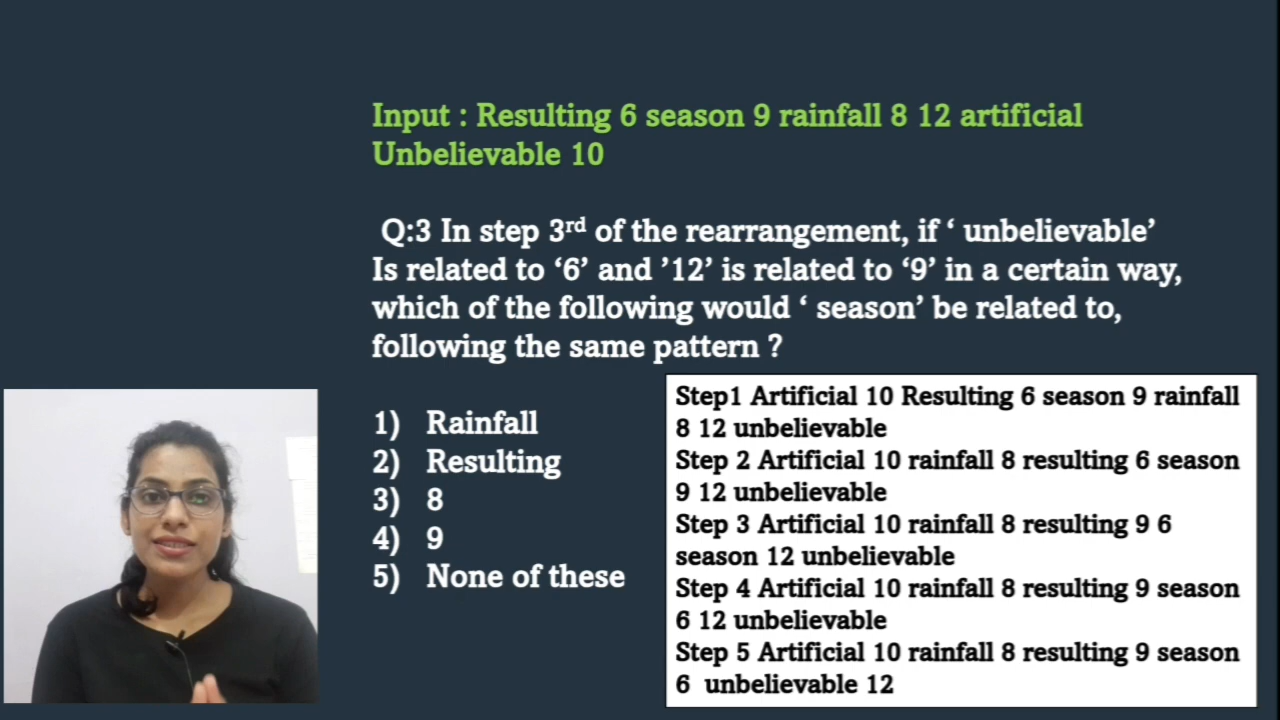 Input : Resulting 6 season 9 rainfall 8 12 artificial
Unbelievable 10
Q:3 In step 3rd of the rearrangement, if ‘ unbelievable’
Is related to ‘6’ and ’12’ is related to ‘9’ in a certain way,
which of the following would ‘ season’ be related to,
following the same pattern ?
1) Rainfall
2) Resulting
3) 8
4) 9
5) None of these
Step1 Artificial 10 Resulting 6 season 9 rainfall
8 12 unbelievable
Step 2 Artificial 10 rainfall 8 resulting 6 season
9 12 unbelievable
Step 3 Artificial 10 rainfall 8 resulting 9 6
season 12 unbelievable
Step 4 Artificial 10 rainfall 8 resulting 9 season
6 12 unbelievable
Step 5 Artificial 10 rainfall 8 resulting 9 season
6 unbelievable 12